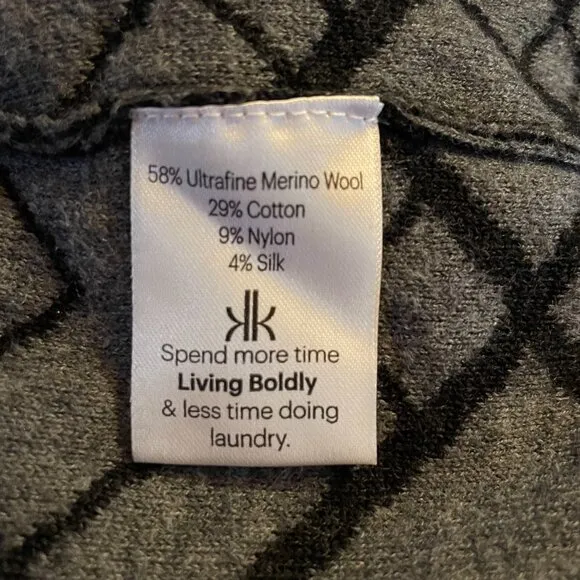 58% Ultrafine Merino Wool
29% Cotton
9% Nylon
4% Silk
Spend more time
Living Boldly
& less time doing
laundry.